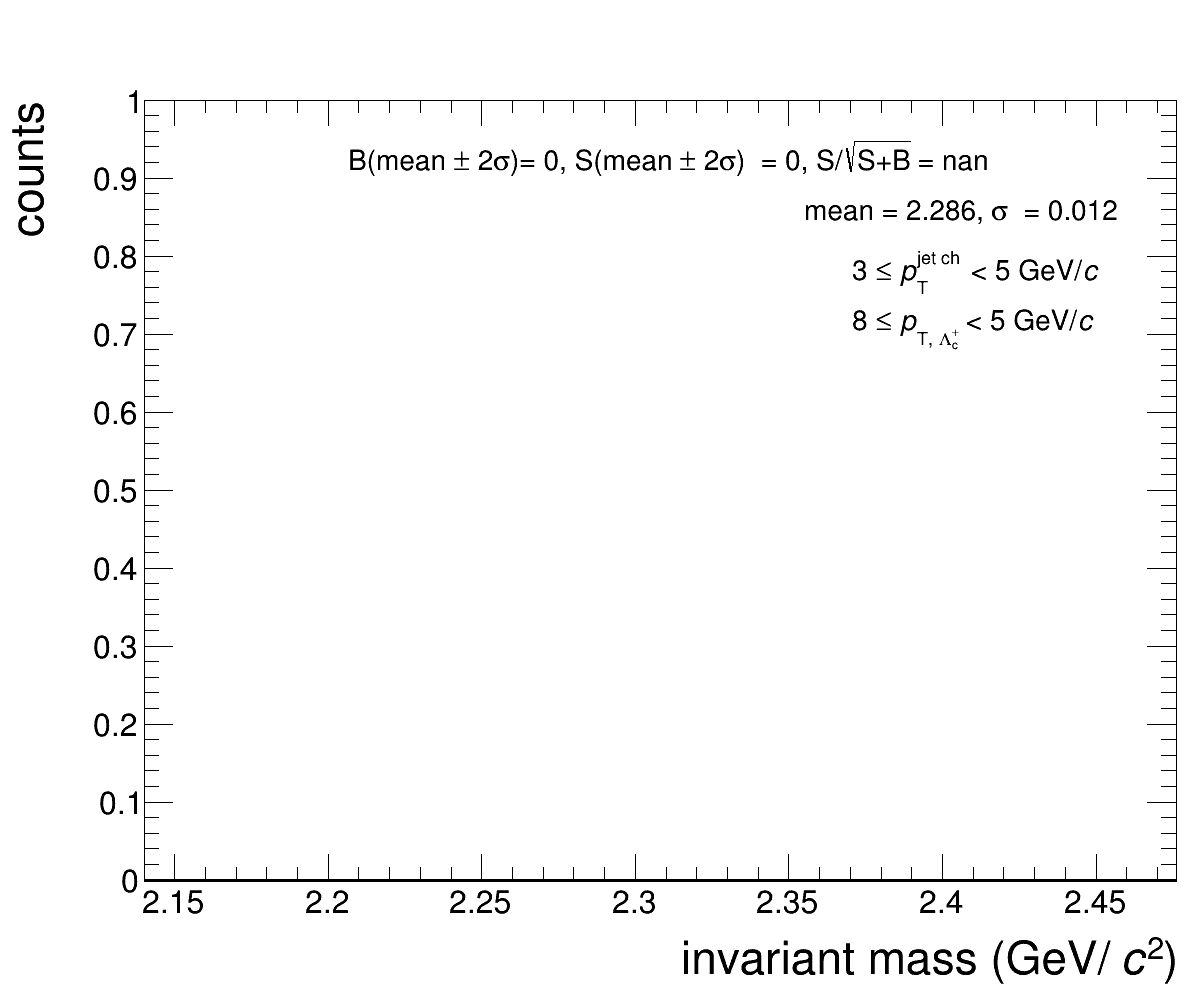 counts
1
B(mean ± 2σ)= 0, S(mean ± 2σ) = 0, S/√S+B = nan
0.9
mean = 2.286, σ = 0.012
0.8
3 ≤ p_T^jet ch < 5 GeV/c
8 ≤ p_T, Λ_c^+ < 5 GeV/c
0.7
0.6
0.5
0.4
0.3
0.2
0.1
0
2.15 2.2 2.25 2.3 2.35 2.4 2.45
invariant mass (GeV/ c²)